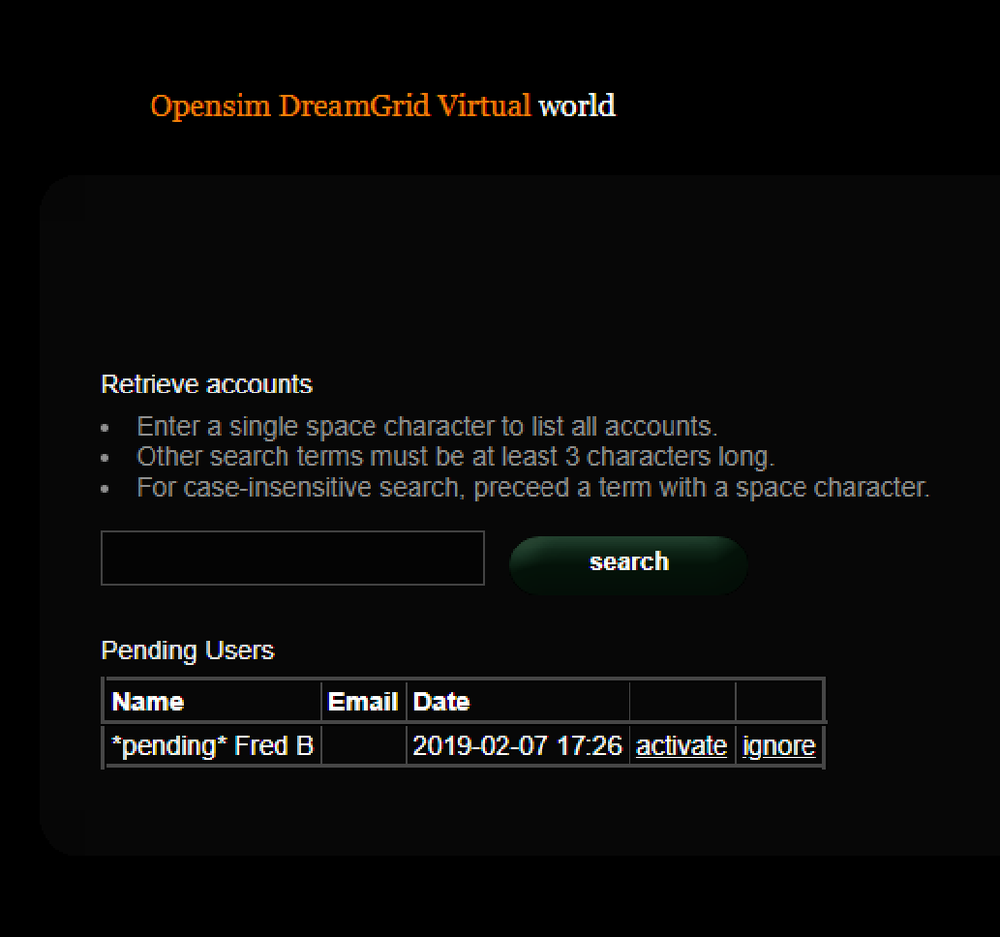 Opensim DreamGrid Virtual world
Retrieve accounts
• Enter a single space character to list all accounts.
• Other search terms must be at least 3 characters long.
• For case-insensitive search, preceed a term with a space character.
search
Pending Users
Name Email Date
*pending* Fred B 2019-02-07 17:26 activate ignore